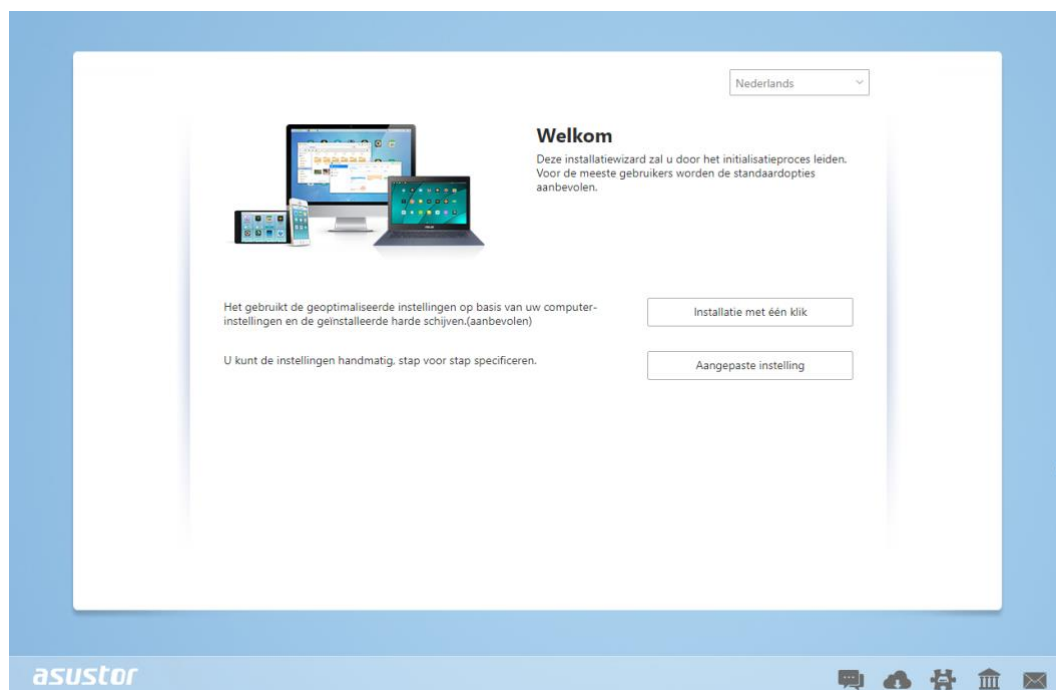 Nederlands
Welkom
Deze installatiewizard zal u door het initialisatieproces leiden.
Voor de meeste gebruikers worden de standaardopties
aanbevolen.
Het gebruikt de geoptimaliseerde instellingen op basis van uw computer-
instellingen en de geïnstalleerde harde schijven.(aanbevolen)
Installatie met één klik
U kunt de instellingen handmatig, stap voor stap specificeren.
Aangepaste instelling
asustor